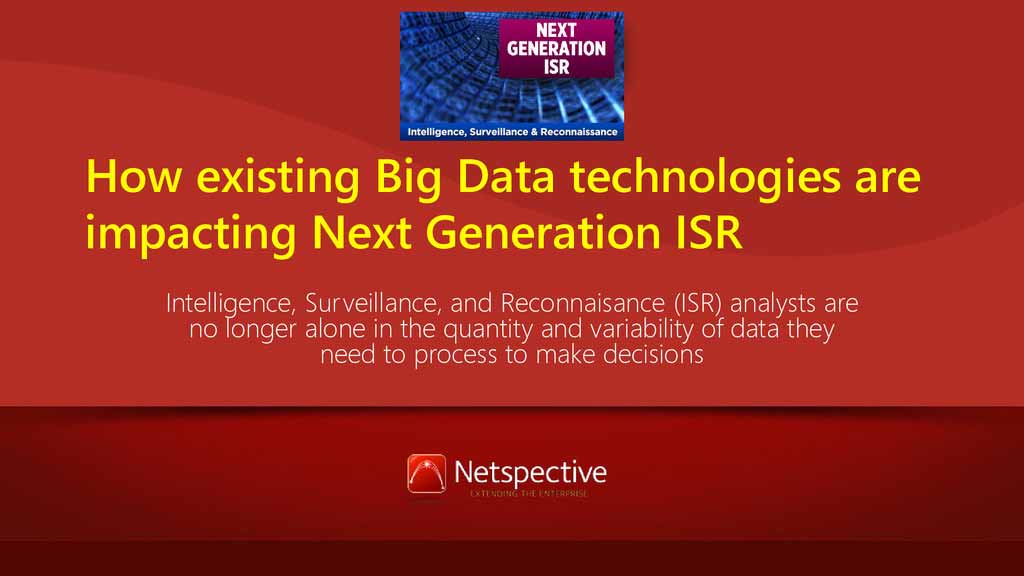 NEXT
GENERATION
ISR
Intelligence, Surveillance & Reconnaissance
How existing Big Data technologies are
impacting Next Generation ISR
Intelligence, Surveillance, and Reconnaisance (ISR) analysts are
no longer alone in the quantity and variability of data they
need to process to make decisions
Netspective
EXTENDING THE ENTERPRISE